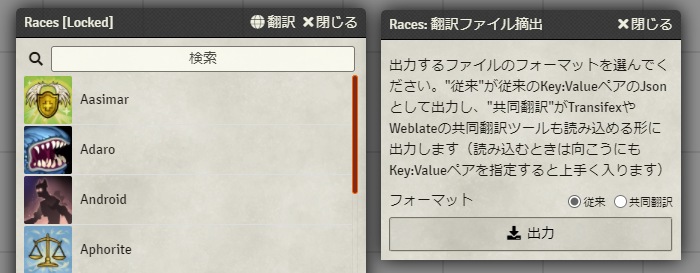 Races [Locked] 翻訳 ×閉じる
検索
Aasimar
Adaro
Android
Aphorite
Races: 翻訳ファイル摘出 ×閉じる
出力するファイルのフォーマットを選んでく
ださい。"従来"が従来のKey:ValueペアのJson
として出力し、"共同翻訳"がTransifexや
Weblateの共同翻訳ツールも読み込める形に
出力します（読み込むときは向こうにも
Key:Valueペアを指定すると上手く入ります）
フォーマット 従来 共同翻訳
出力